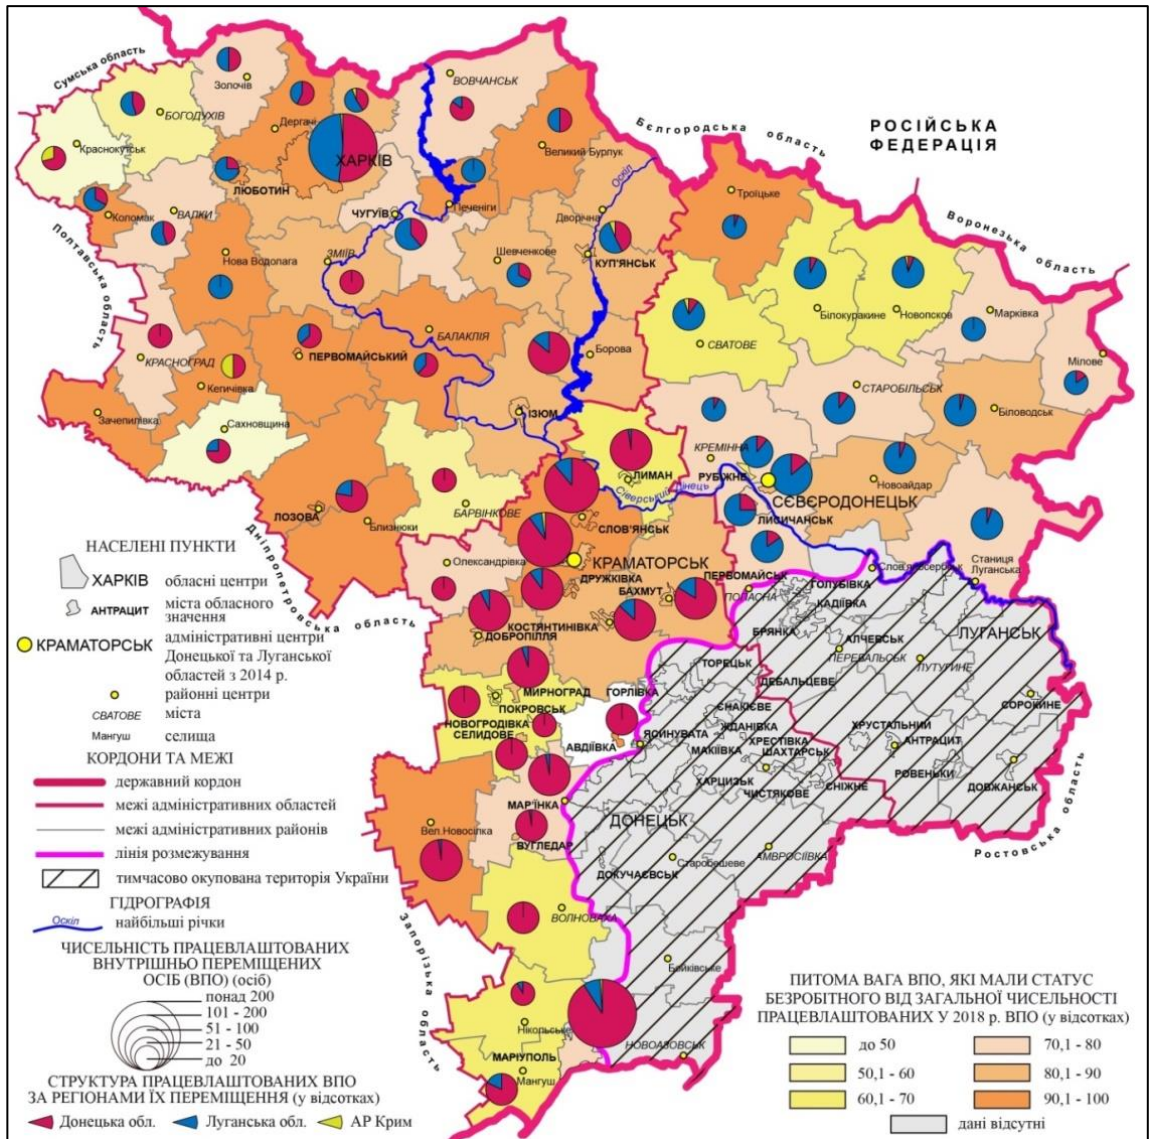 Сумська область
Золочів
ВОВЧАНСЬК
РОСІЙСЬКА
ФЕДЕРАЦІЯ
Бєлгородська область
БОГОДУХІВ
Дергачі
Краснокутськ
ХАРКІВ
Великий Бурлук
Оскіл
Троїцьке
Воронезька область
ЛЮБОТИН
Коломак
ВАЛКИ
ЧУГУЇВ
Печеніги
Дворічна
Полтавська область
Нова Водолага
ЗМІЇВ
Шевченкове
КУП'ЯНСЬК
Білокуракине
Новопсков
Марківка
СВАТОВЕ
Мілове
БАЛАКЛІЯ
КРАСНОГРАД
ПЕРВОМАЙСЬКИЙ
Борова
Кегичівка
СТАРОБІЛЬСЬК
Зачепилівка
ІЗЮМ
Біловодськ
Сахновщина
КРЕМІННА
ЛИМАН
РУБІЖНЕ
Новоайдар
Сіверський Донець
СЄВЄРОДОНЕЦЬК
БАРВІНКОВЕ
ЛОЗОВА
Близнюки
СЛОВ'ЯНСЬК
ЛИСИЧАНСЬК
Дніпропетровська область
Олександрівка
КРАМАТОРСЬК
Станиця
Луганська
Слов'яносербськ
ДРУЖКІВКА
БАХМУТ
ПЕРВОМАЙСЬК
ПОПАСНА
ГОЛУБІВКА
КАДІЇВКА
КОСТЯНТИНІВКА
ДОБРОПІЛЛЯ
БРЯНКА
АЛЧЕВСЬК
ЛУГАНСЬК
ПЕРЕВАЛЬСЬК
ЛУТУГИНЕ
ТОРЕЦЬК
ДЕБАЛЬЦЕВЕ
МИРНОГРАД
ГОРЛІВКА
СОРОКИНЕ
ПОКРОВСЬК
НОВОГРОДІВКА
СЕЛИДОВЕ
ЄНАКІЄВЕ
ЖДАНІВКА
ХРУСТАЛЬНИЙ
АВДІЇВКА
ЯСИНУВАТА
ХРЕСТІВКА
АНТРАЦИТ
МАКІЇВКА
ШАХТАРСЬК
РОВЕНЬКИ
ДОВЖАНСЬК
ХАРЦИЗЬК
ЧИСТЯКОВЕ
СНІЖНЕ
МАР'ЇНКА
ДОНЕЦЬК
Вел.Новосілка
ВУГЛЕДАР
АМВРОСІЇВКА
Ростовська область
Старобешеве
ДОКУЧАЄВСЬК
ВОЛНОВАХА
Запорізька область
Бойківське
Нікольське
НОВОАЗОВСЬК
МАРІУПОЛЬ
Мангуш
НАСЕЛЕНІ ПУНКТИ
ХАРКІВ обласні центри
АНТРАЦИТ міста обласного
значення
КРАМАТОРСЬК адміністративні центри
Донецької та Луганської
областей з 2014 р.
районні центри
СВАТОВЕ міста
Мангуш селища
КОРДОНИ ТА МЕЖІ
державний кордон
межі адміністративних областей
межі адміністративних районів
лінія розмежування
тимчасово окупована територія України
ГІДРОГРАФІЯ
Оскіл найбільші річки
ЧИСЕЛЬНІСТЬ ПРАЦЕВЛАШТОВАНИХ
ВНУТРІШНЬО ПЕРЕМІЩЕНИХ
ОСІБ (ВПО) (осіб)
понад 200
101 - 200
51 - 100
21 - 50
до 20
СТРУКТУРА ПРАЦЕВЛАШТОВАНИХ ВПО
ЗА РЕГІОНАМИ ЇХ ПЕРЕМІЩЕННЯ (у відсотках)
Донецька обл. Луганська обл. АР Крим
ПИТОМА ВАГА ВПО, ЯКІ МАЛИ СТАТУС
БЕЗРОБІТНОГО ВІД ЗАГАЛЬНОЇ ЧИСЕЛЬНОСТІ
ПРАЦЕВЛАШТОВАНИХ У 2018 р. ВПО (у відсотках)
до 50 70,1 - 80
50,1 - 60 80,1 - 90
60,1 - 70 90,1 - 100
дані відсутні